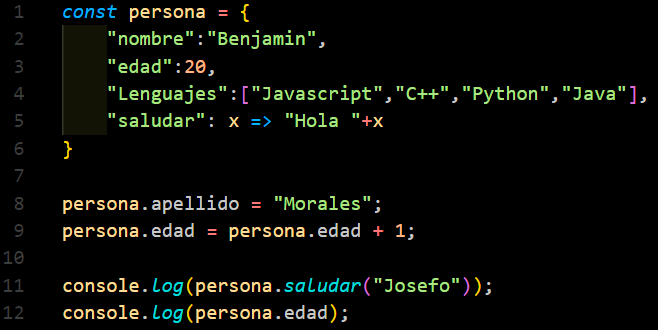 1 const persona = {
2     "nombre":"Benjamin",
3     "edad":20,
4     "Lenguajes":["Javascript","C++","Python","Java"],
5     "saludar": x => "Hola "+x
6 }
7
8 persona.apellido = "Morales";
9 persona.edad = persona.edad + 1;
10
11 console.log(persona.saludar("Josefo"));
12 console.log(persona.edad);